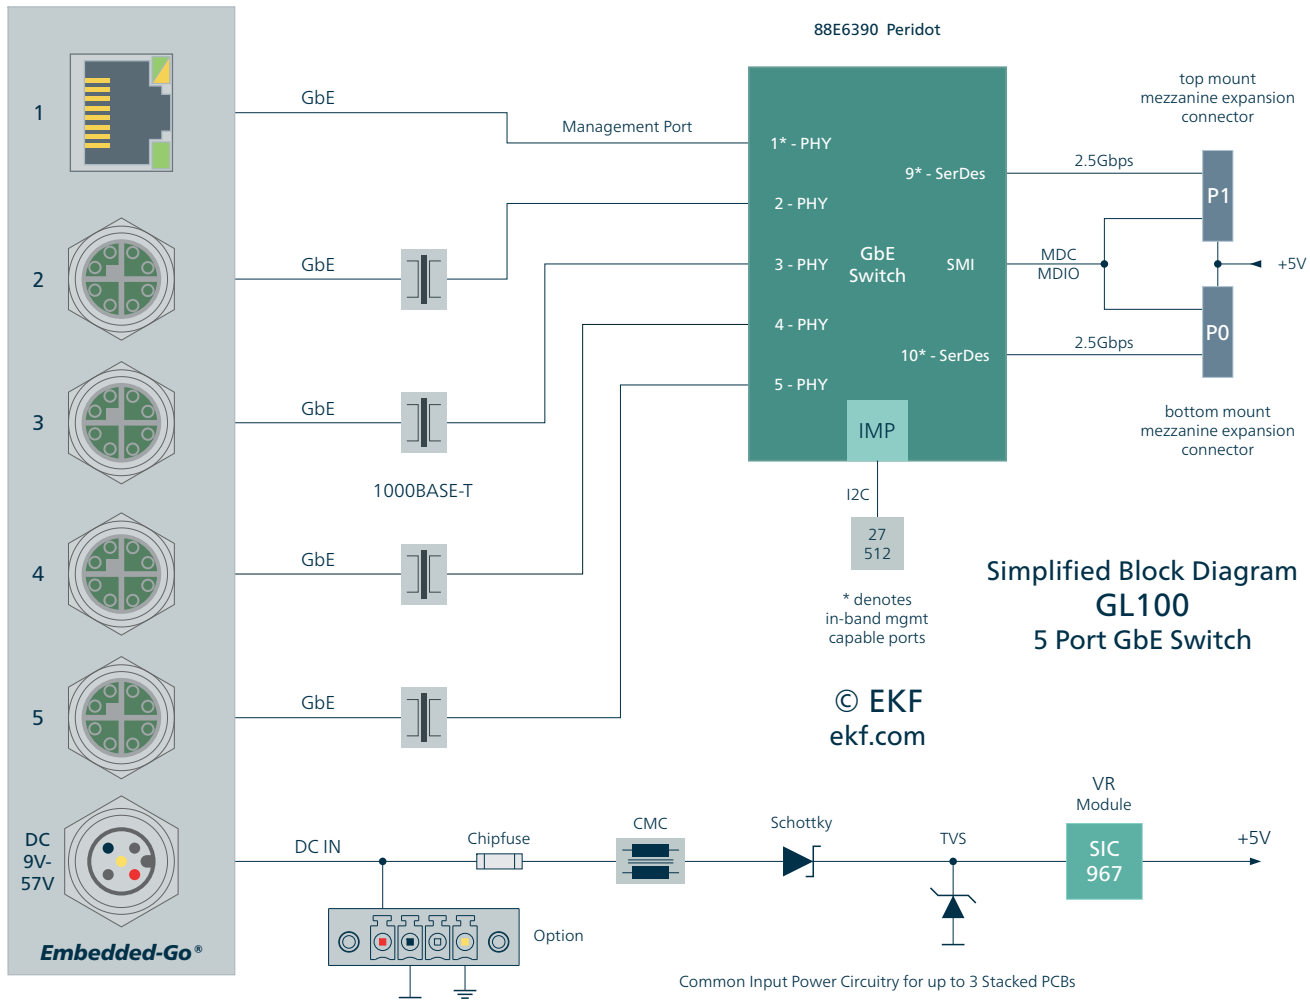 88E6390 Peridot
top mount
mezzanine expansion
connector
1
GbE
Management Port
1* - PHY
9* - SerDes
2.5Gbps
P1
2
GbE
2 - PHY
3 - PHY
GbE
Switch
SMI
MDC
MDIO
+5V
4 - PHY
10* - SerDes
2.5Gbps
P0
5 - PHY
3
GbE
IMP
bottom mount
mezzanine expansion
connector
1000BASE-T
I2C
27
512
4
GbE
* denotes
in-band mgmt
capable ports
Simplified Block Diagram
GL100
5 Port GbE Switch
5
GbE
© EKF
ekf.com
DC
9V-
57V
DC IN
Chipfuse
CMC
Schottky
TVS
VR
Module
SIC
967
+5V
Option
Embedded-Go®
Common Input Power Circuitry for up to 3 Stacked PCBs